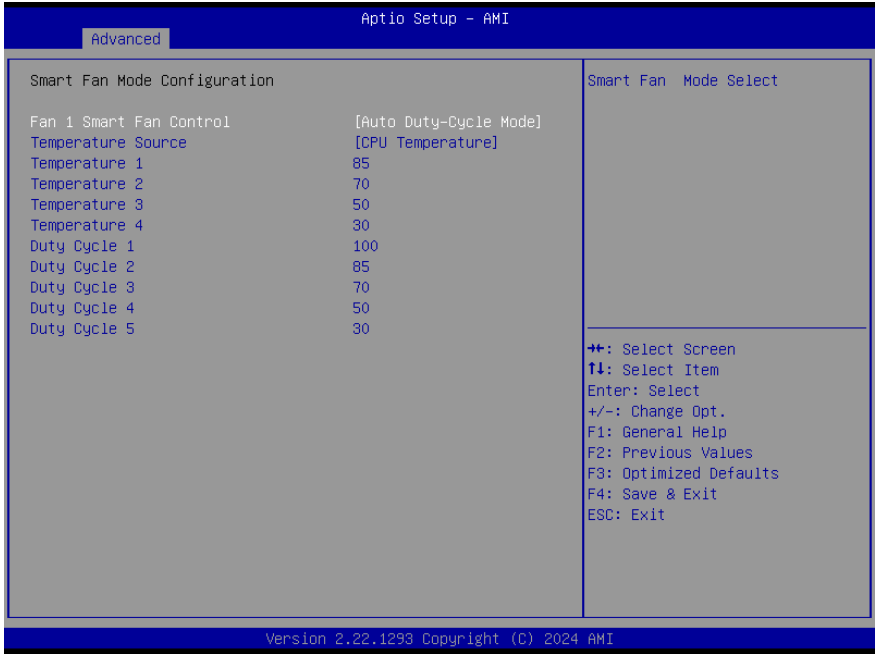 Aptio Setup – AMI
Advanced
Smart Fan Mode Configuration
Fan 1 Smart Fan Control [Auto Duty-Cycle Mode]
Temperature Source [CPU Temperature]
Temperature 1 85
Temperature 2 70
Temperature 3 50
Temperature 4 30
Duty Cycle 1 100
Duty Cycle 2 85
Duty Cycle 3 70
Duty Cycle 4 50
Duty Cycle 5 30
Smart Fan Mode Select
→←: Select Screen
↑↓: Select Item
Enter: Select
+/-: Change Opt.
F1: General Help
F2: Previous Values
F3: Optimized Defaults
F4: Save & Exit
ESC: Exit
Version 2.22.1293 Copyright (C) 2024 AMI